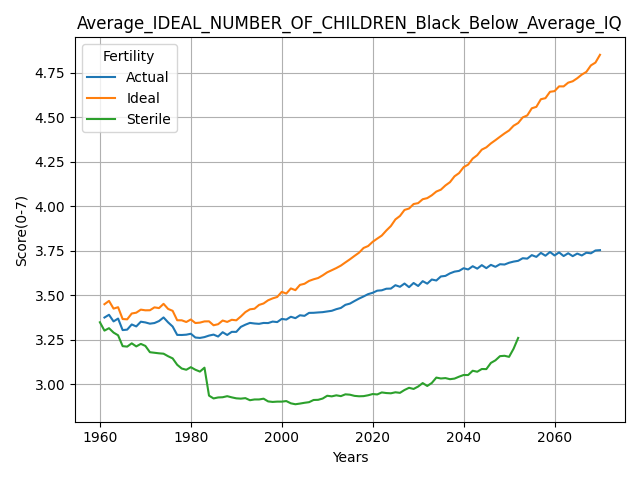 Average_IDEAL_NUMBER_OF_CHILDREN_Black_Below_Average_IQ
Fertility
Actual
Ideal
Sterile
Score(0-7)
4.75
4.50
4.25
4.00
3.75
3.50
3.25
3.00
1960 1980 2000 2020 2040 2060
Years